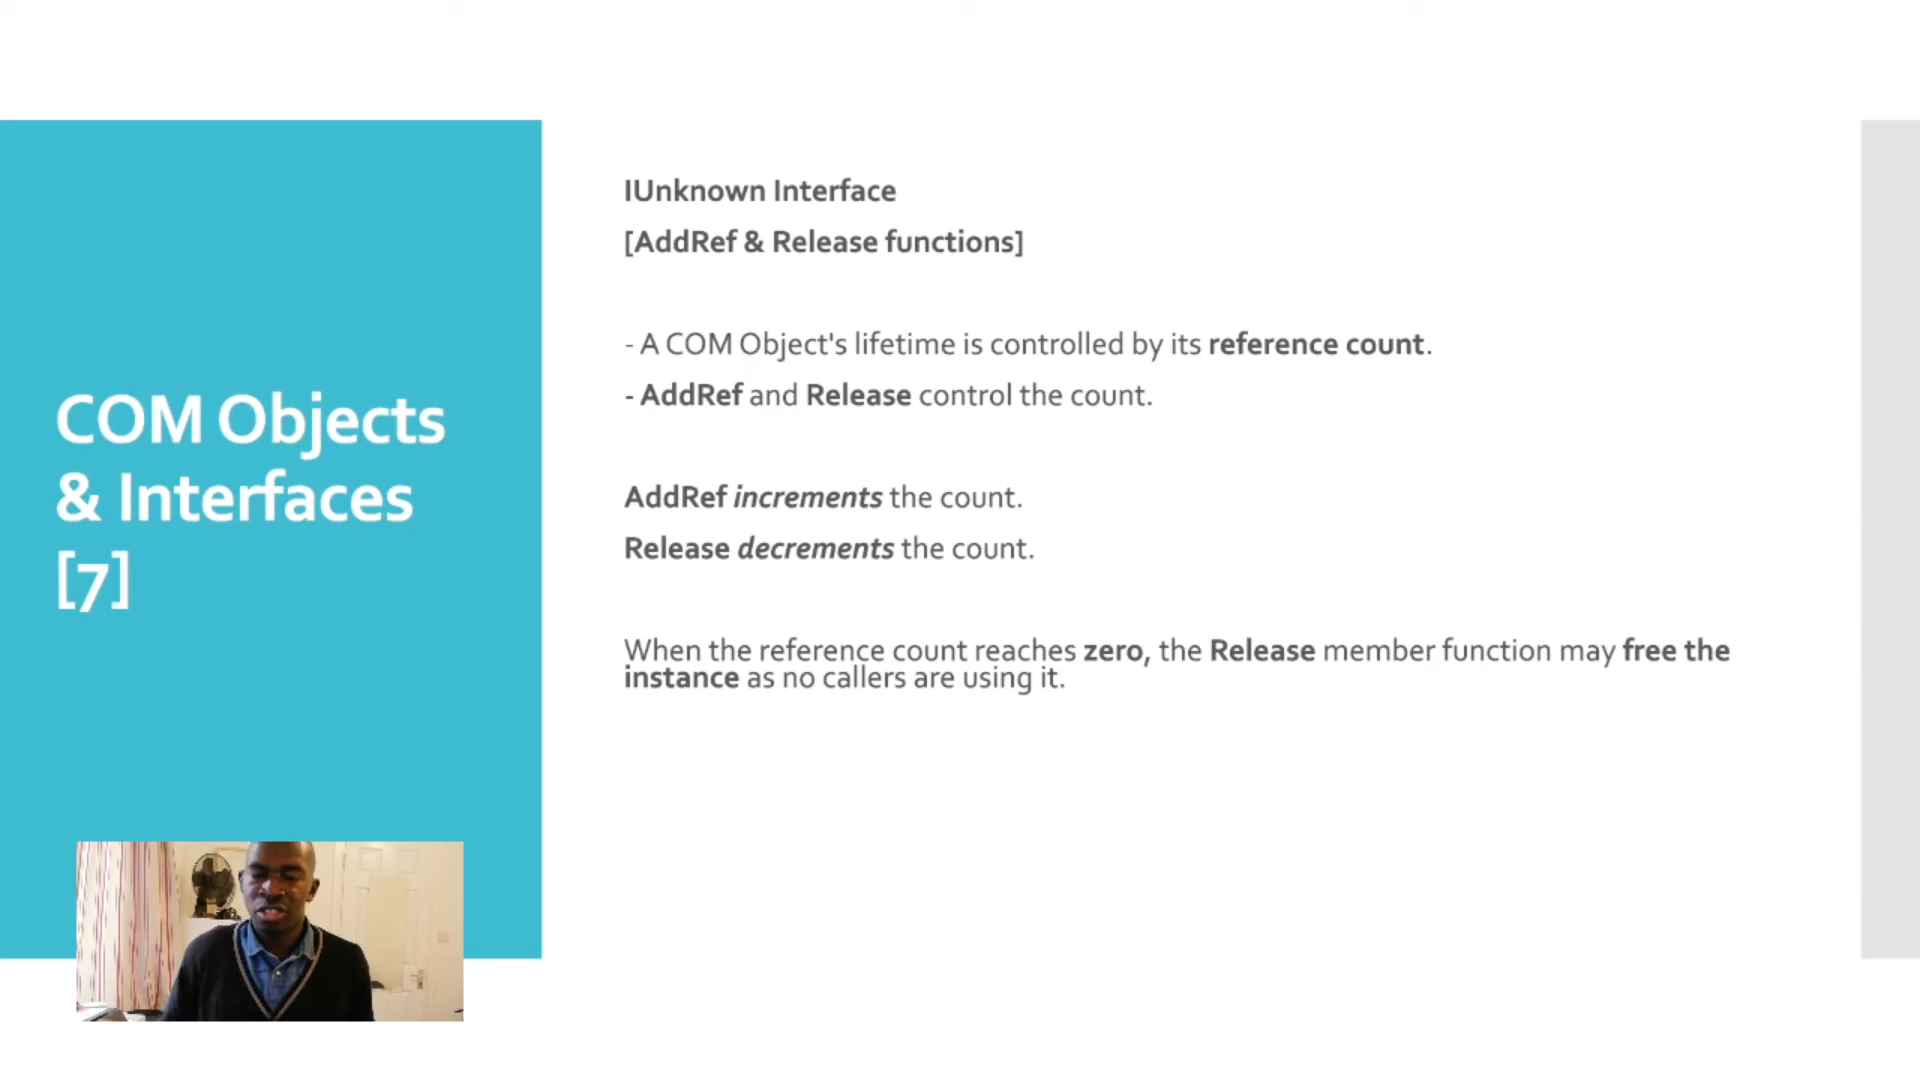 COM Objects
& Interfaces
[7]
IUnknown Interface
[AddRef & Release functions]
- A COM Object's lifetime is controlled by its reference count.
- AddRef and Release control the count.
AddRef increments the count.
Release decrements the count.
When the reference count reaches zero, the Release member function may free the
instance as no callers are using it.